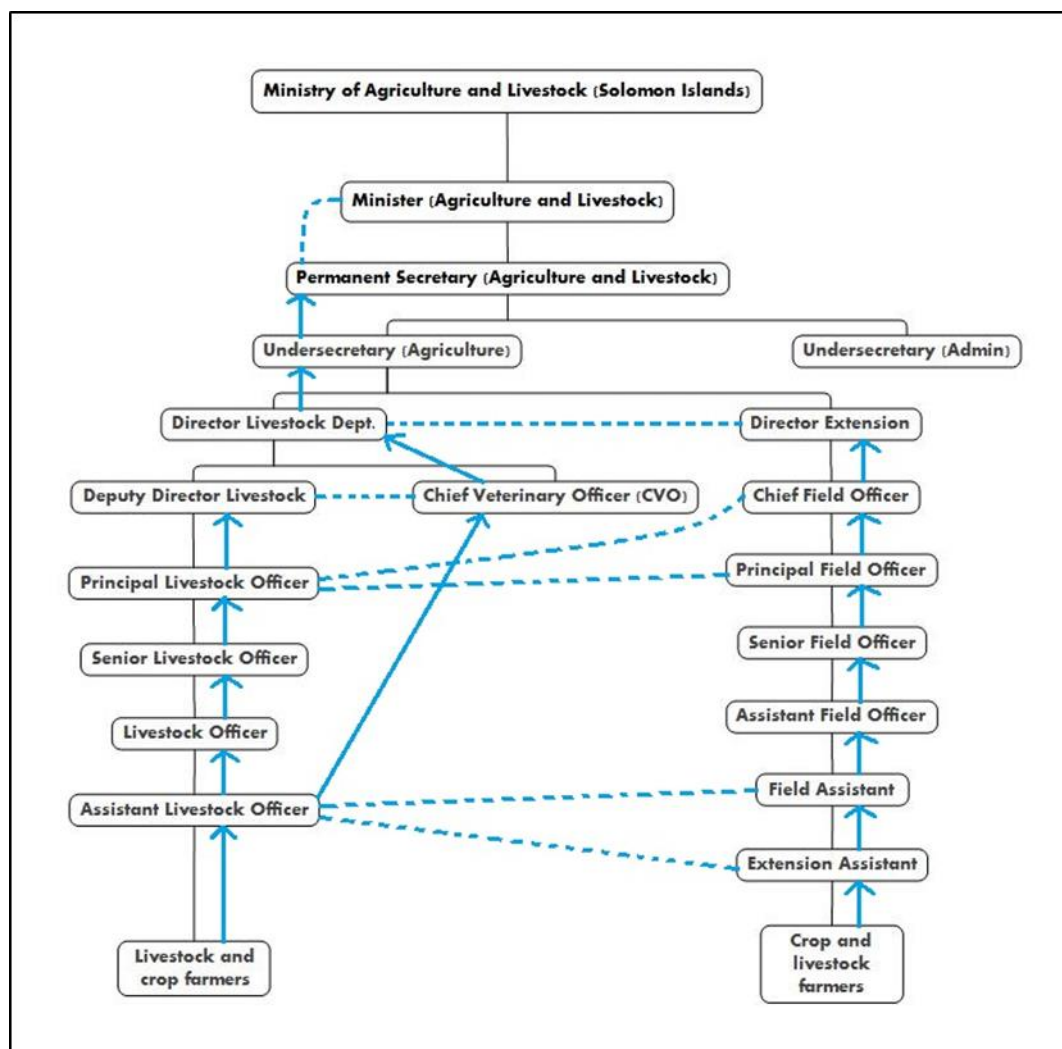 Ministry of Agriculture and Livestock (Solomon Islands)
Minister (Agriculture and Livestock)
Permanent Secretary (Agriculture and Livestock)
Undersecretary (Agriculture)
Undersecretary (Admin)
Director Livestock Dept.
Director Extension
Deputy Director Livestock
Chief Veterinary Officer (CVO)
Chief Field Officer
Principal Livestock Officer
Principal Field Officer
Senior Livestock Officer
Senior Field Officer
Livestock Officer
Assistant Field Officer
Assistant Livestock Officer
Field Assistant
Extension Assistant
Livestock and
crop farmers
Crop and
livestock
farmers